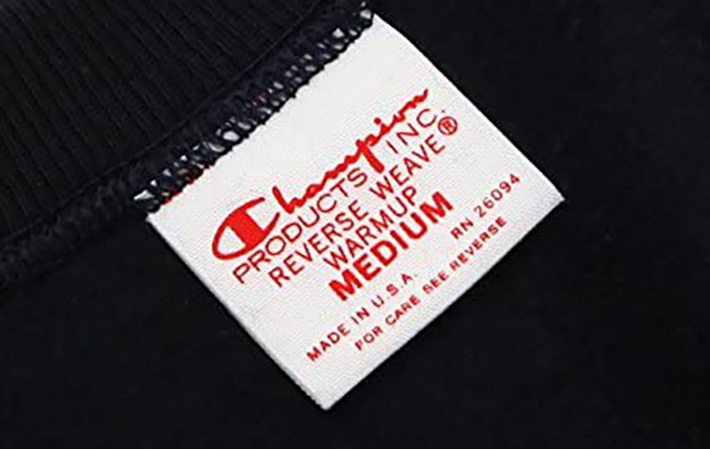 Champion
PRODUCTS INC.
REVERSE WEAVE®
WARMUP
MEDIUM
MADE IN U.S.A. RN 26094
FOR CARE SEE REVERSE